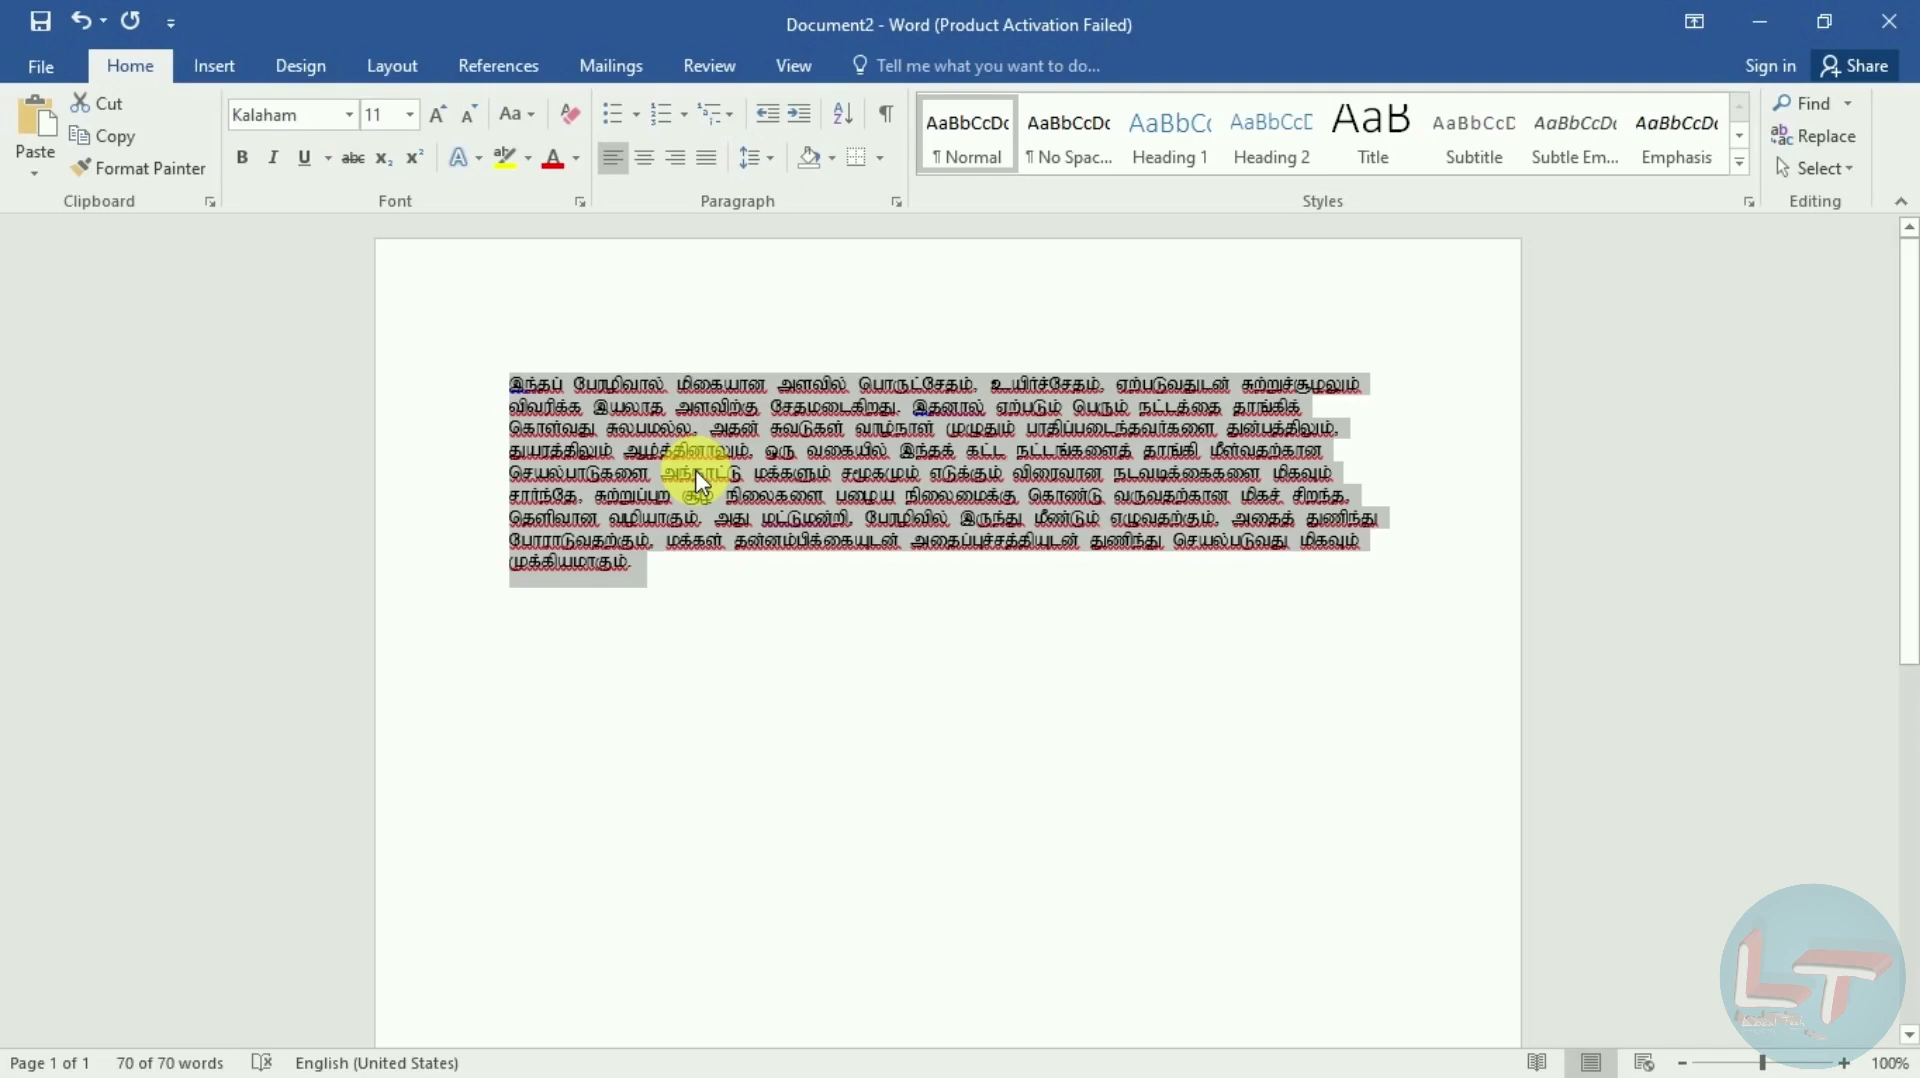 Document2 - Word (Product Activation Failed)
File Home Insert Design Layout References Mailings Review View Tell me what you want to do... Sign in Share
Paste Cut Copy Format Painter
Clipboard
Kalaham 11
Font
Paragraph
AaBbCcDc AaBbCcDc AaBbCc AaBbCcD AaB AaBbCcD AaBbCcDc AaBbCcDc
¶ Normal ¶ No Spac... Heading 1 Heading 2 Title Subtitle Subtle Em... Emphasis
Styles
Find
Replace
Select
Editing
இந்தப் பேரழிவால் மிகையான அளவில் பொருட்சேதம், உயிர்ச்சேதம், ஏற்படுவதுடன் சுற்றுச்சூழலும்
விவரிக்க இயலாத அளவிற்கு சேதமடைகிறது. இதனால் ஏற்படும் பெரும் நட்டத்தை தாங்கிக்
கொள்வது சுலபமல்ல. அதன் சுவடுகள் வாழ்நாள் முழுதும் பாதிப்படைந்தவர்களை துன்பத்திலும்,
துயரத்திலும் ஆழ்த்தினாலும், ஒரு வகையில் இந்தக் கட்ட நட்டங்களைத் தாங்கி மீள்வதற்கான
செயல்பாடுகளை அந்நாட்டு மக்களும் சமூகமும் எடுக்கும் விரைவான நடவடிக்கைகளை மிகவும்
சார்ந்தே, சுற்றுப்புற சூழ் நிலைகளை பழைய நிலைமைக்கு கொண்டு வருவதற்கான மிகச் சிறந்த,
தெளிவான வழியாகும். அது மட்டுமன்றி, பேரழிவில் இருந்து மீண்டும் எழுவதற்கும், அதைத் துணிந்து
போராடுவதற்கும், மக்கள் தன்னம்பிக்கையுடன் அதைப்புச்சத்தியுடன் துணிந்து செயல்படுவது மிகவும்
முக்கியமாகும்.
LT
Page 1 of 1 70 of 70 words English (United States) 100%